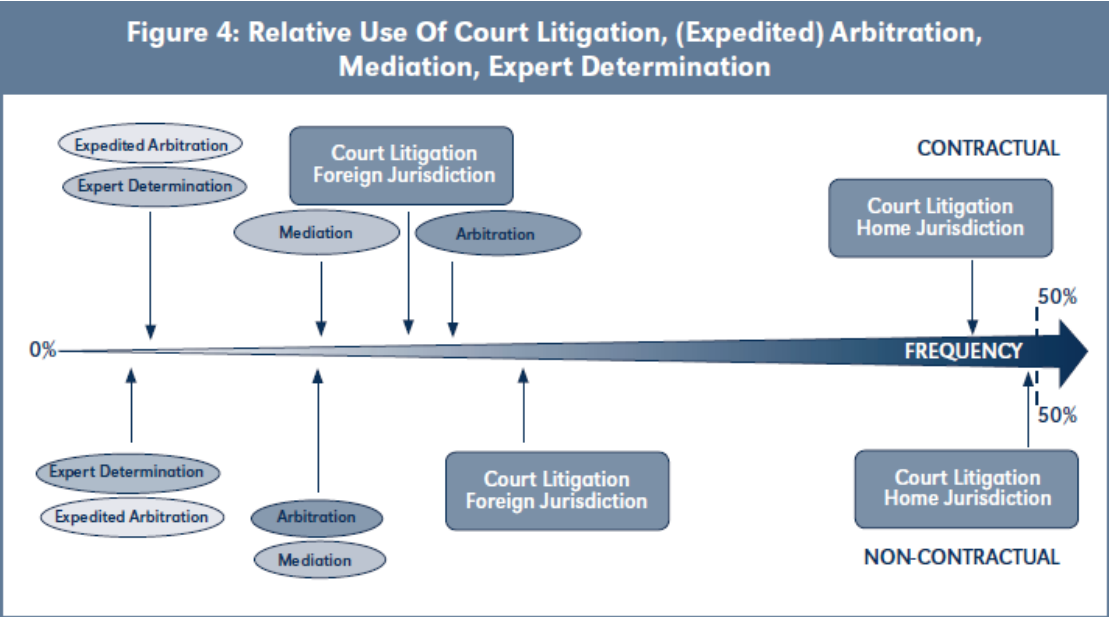 Figure 4: Relative Use Of Court Litigation, (Expedited) Arbitration,
Mediation, Expert Determination
Expedited Arbitration
Expert Determination
Court Litigation
Foreign Jurisdiction
Mediation
Arbitration
CONTRACTUAL
Court Litigation
Home Jurisdiction
50%
0%
FREQUENCY
50%
Expert Determination
Expedited Arbitration
Arbitration
Mediation
Court Litigation
Foreign Jurisdiction
Court Litigation
Home Jurisdiction
NON-CONTRACTUAL